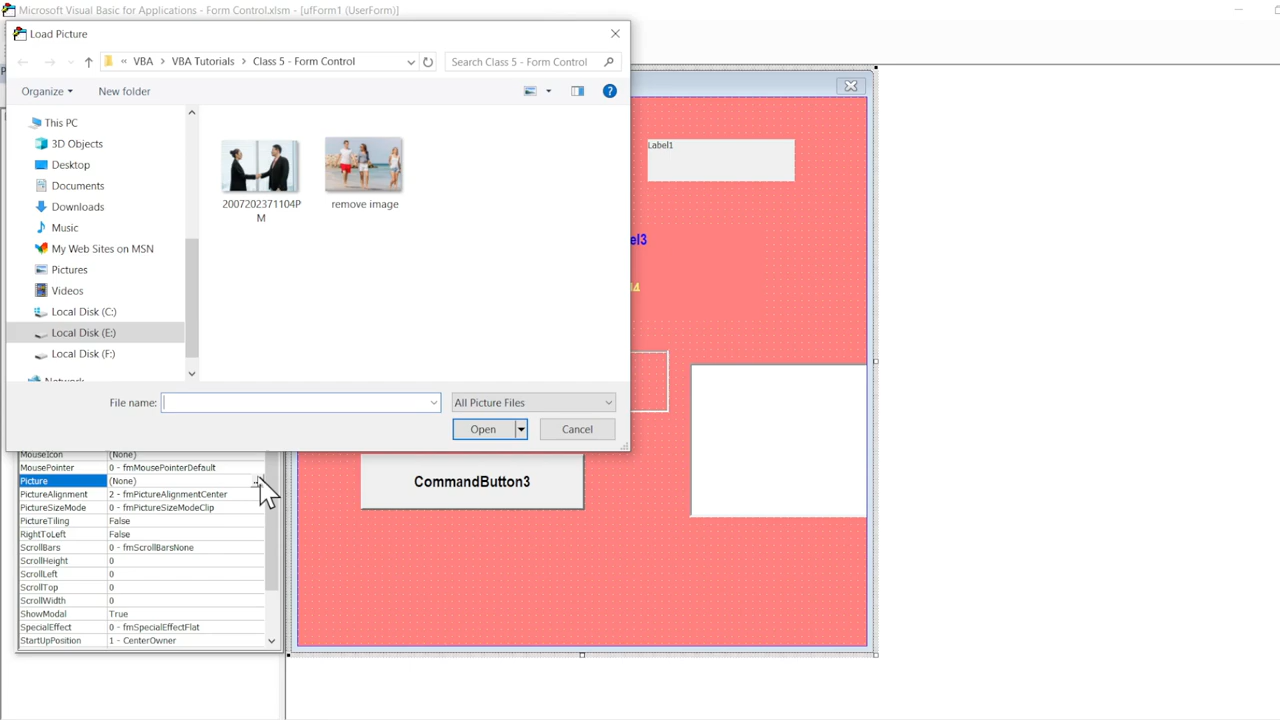 Microsoft Visual Basic for Applications - Form Control.xlsm - [ufForm1 (UserForm)]
Load Picture
« VBA > VBA Tutorials > Class 5 - Form Control
Search Class 5 - Form Control
Organize
New folder
This PC
3D Objects
Desktop
Documents
Downloads
Music
My Web Sites on MSN
Pictures
Videos
Local Disk (C:)
Local Disk (E:)
Local Disk (F:)
Network
2007202371104P
M
remove image
File name:
All Picture Files
Open
Cancel
Label1
el3
l4
CommandButton3
MouseIcon (None)
MousePointer 0 - fmMousePointerDefault
Picture (None)
PictureAlignment 2 - fmPictureAlignmentCenter
PictureSizeMode 0 - fmPictureSizeModeClip
PictureTiling False
RightToLeft False
ScrollBars 0 - fmScrollBarsNone
ScrollHeight 0
ScrollLeft 0
ScrollTop 0
ScrollWidth 0
ShowModal True
SpecialEffect 0 - fmSpecialEffectFlat
StartUpPosition 1 - CenterOwner